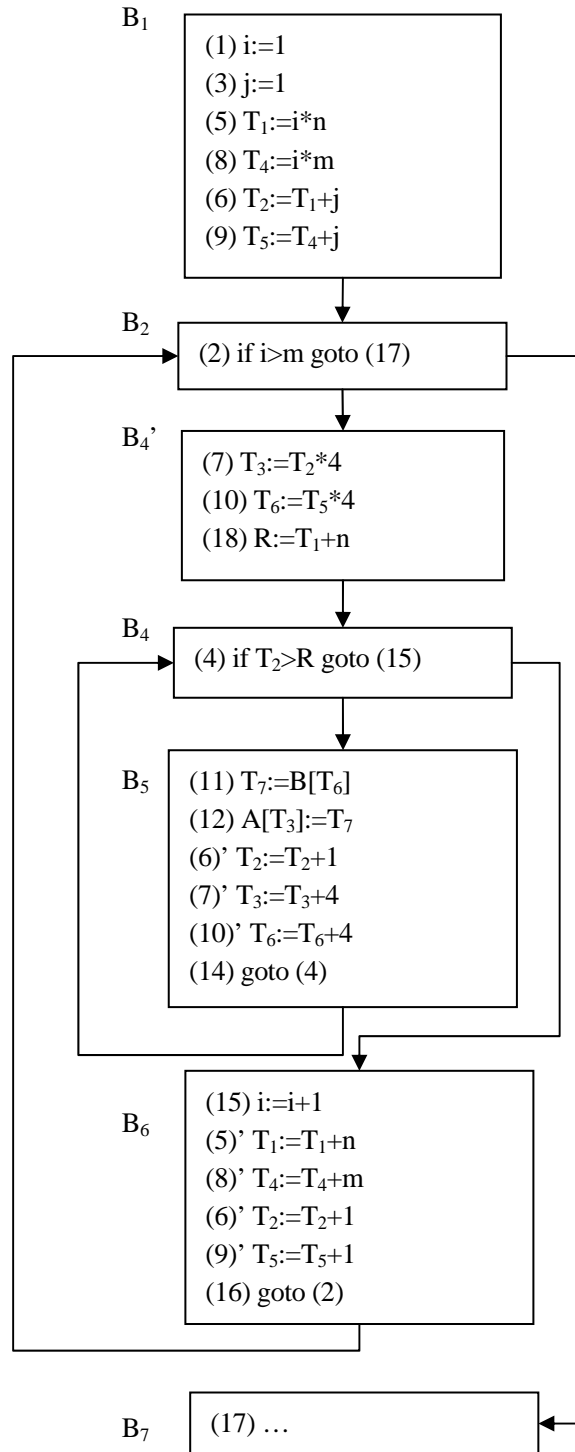 B₁
(1) i:=1
(3) j:=1
(5) T₁:=i*n
(8) T₄:=i*m
(6) T₂:=T₁+j
(9) T₅:=T₄+j
B₂
(2) if i>m goto (17)
B₄’
(7) T₃:=T₂*4
(10) T₆:=T₅*4
(18) R:=T₁+n
B₄
(4) if T₂>R goto (15)
B₅
(11) T₇:=B[T₆]
(12) A[T₃]:=T₇
(6)’ T₂:=T₂+1
(7)’ T₃:=T₃+4
(10)’ T₆:=T₆+4
(14) goto (4)
B₆
(15) i:=i+1
(5)’ T₁:=T₁+n
(8)’ T₄:=T₄+m
(6)’ T₂:=T₂+1
(9)’ T₅:=T₅+1
(16) goto (2)
B₇
(17) …